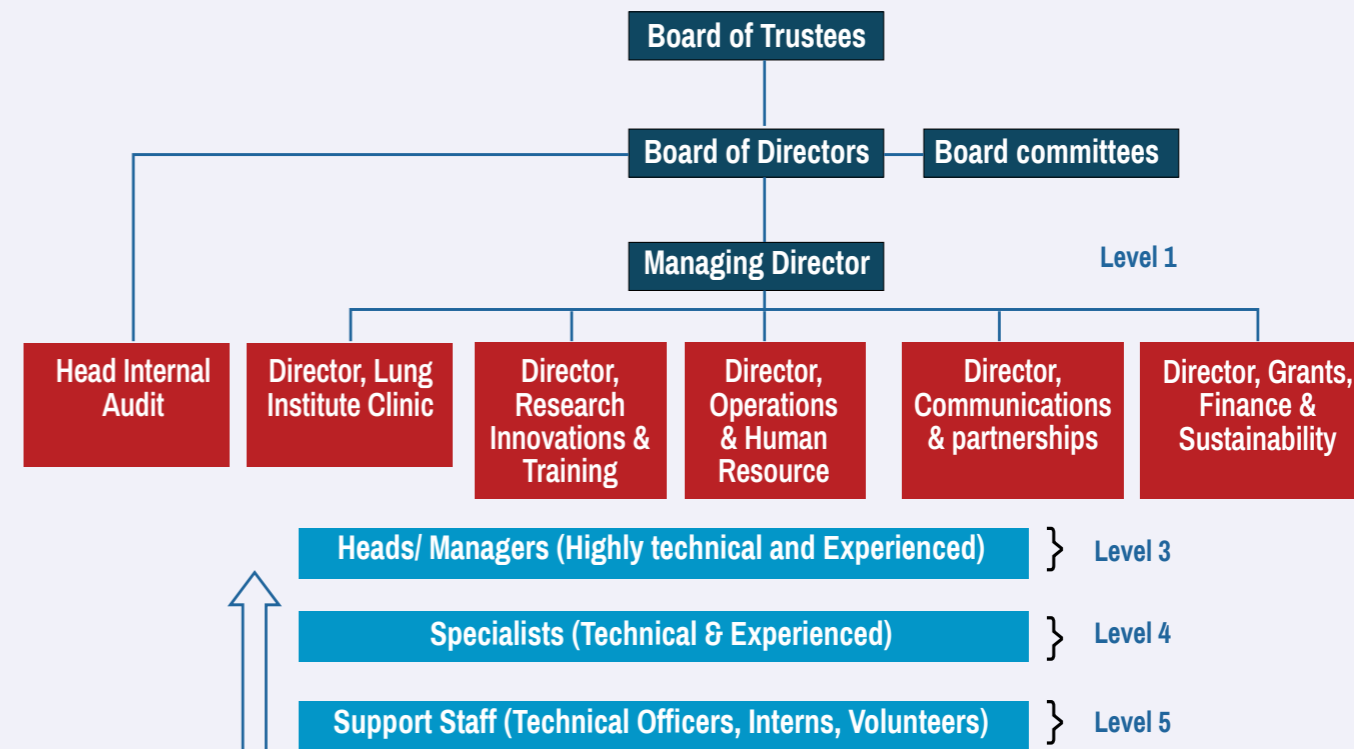 Board of Trustees
Board of Directors
Board committees
Managing Director
Level 1
Head Internal
Audit
Director, Lung
Institute Clinic
Director,
Research
Innovations &
Training
Director,
Operations
& Human
Resource
Director,
Communications
& partnerships
Director, Grants,
Finance &
Sustainability
Heads/ Managers (Highly technical and Experienced)
} Level 3
Specialists (Technical & Experienced)
} Level 4
Support Staff (Technical Officers, Interns, Volunteers)
} Level 5